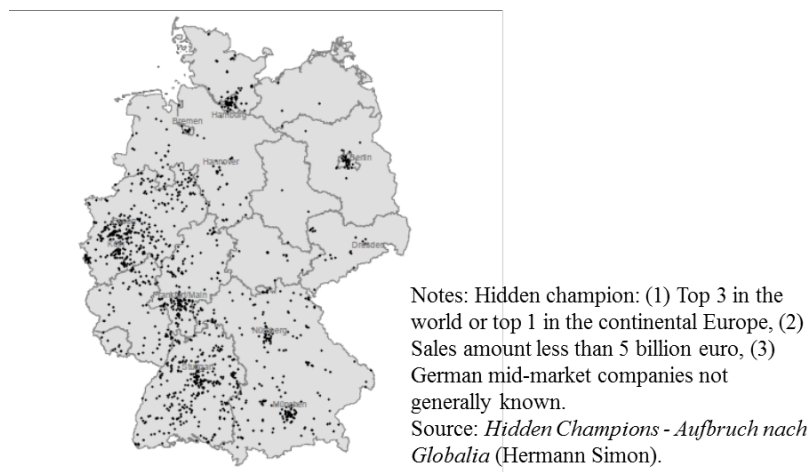 Hamburg
Bremen
Hannover
Berlin
Dresden
Nürnberg
Stuttgart
München
Notes: Hidden champion: (1) Top 3 in the
world or top 1 in the continental Europe, (2)
Sales amount less than 5 billion euro, (3)
German mid-market companies not
generally known.
Source: Hidden Champions - Aufbruch nach
Globalia (Hermann Simon).